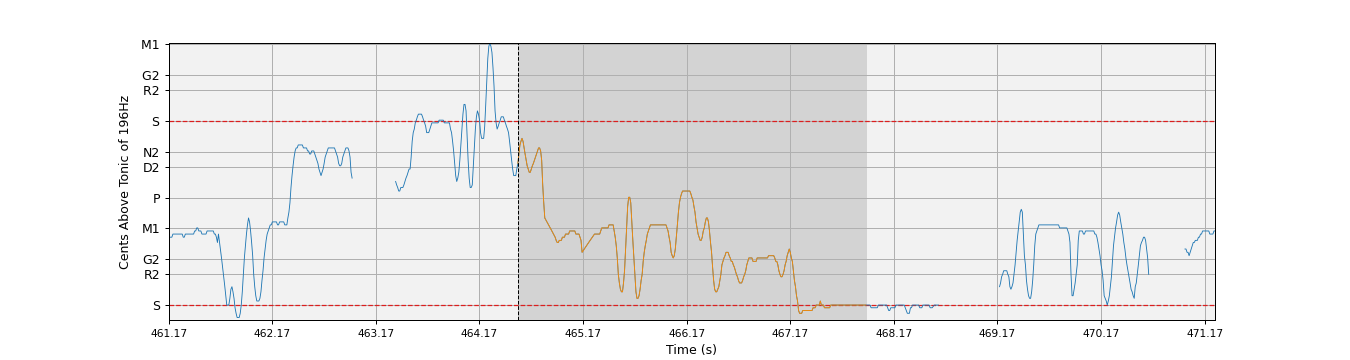 Cents Above Tonic of 196Hz
M1
G2
R2
S
N2
D2
P
M1
G2
R2
S
461.17 462.17 463.17 464.17 465.17 466.17 467.17 468.17 469.17 470.17 471.17
Time (s)